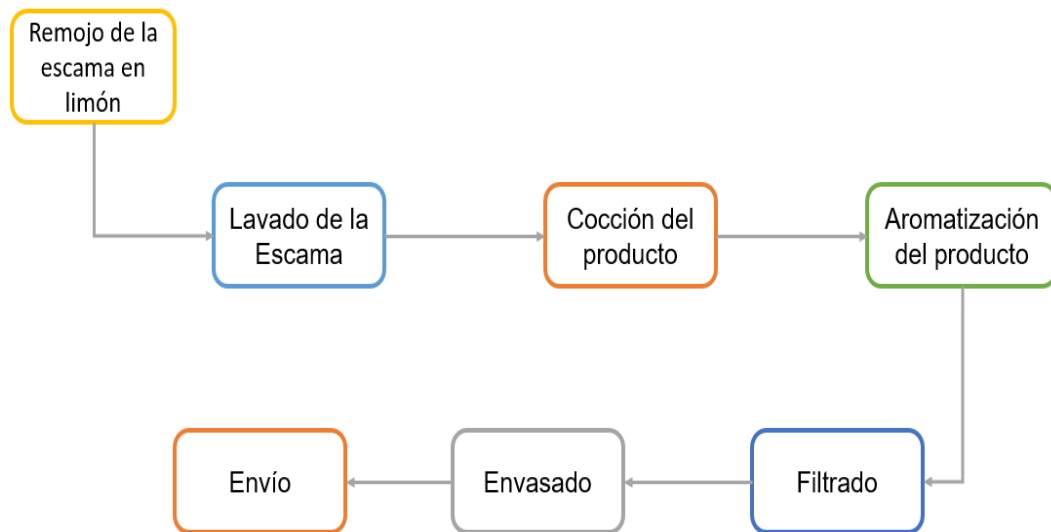 Remojo de la
escama en
limón
Lavado de la
Escama
Cocción del
producto
Aromatización
del producto
Filtrado
Envasado
Envío